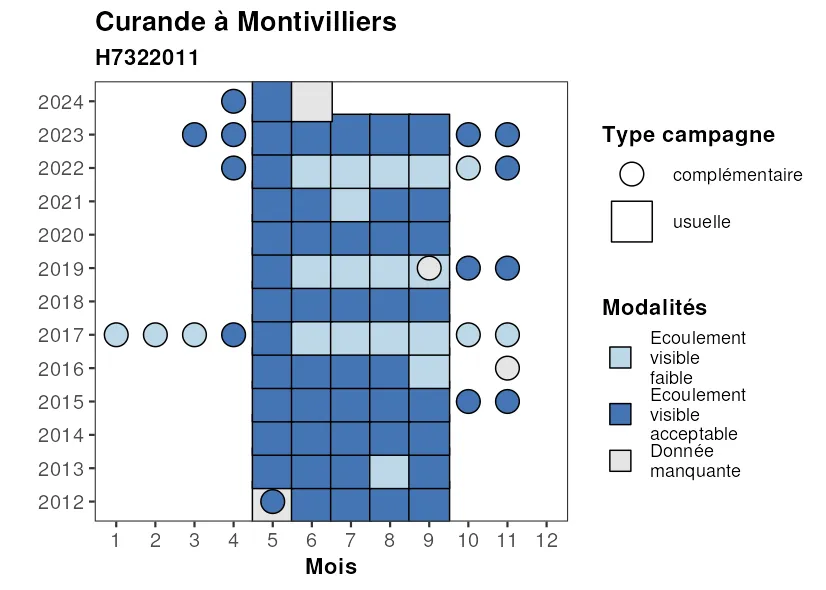 Curande à Montivilliers
H7322011
2024
2023
2022
2021
2020
2019
2018
2017
2016
2015
2014
2013
2012
1 2 3 4 5 6 7 8 9 10 11 12
Mois
Type campagne
complémentaire
usuelle
Modalités
Ecoulement
visible
faible
Ecoulement
visible
acceptable
Donnée
manquante